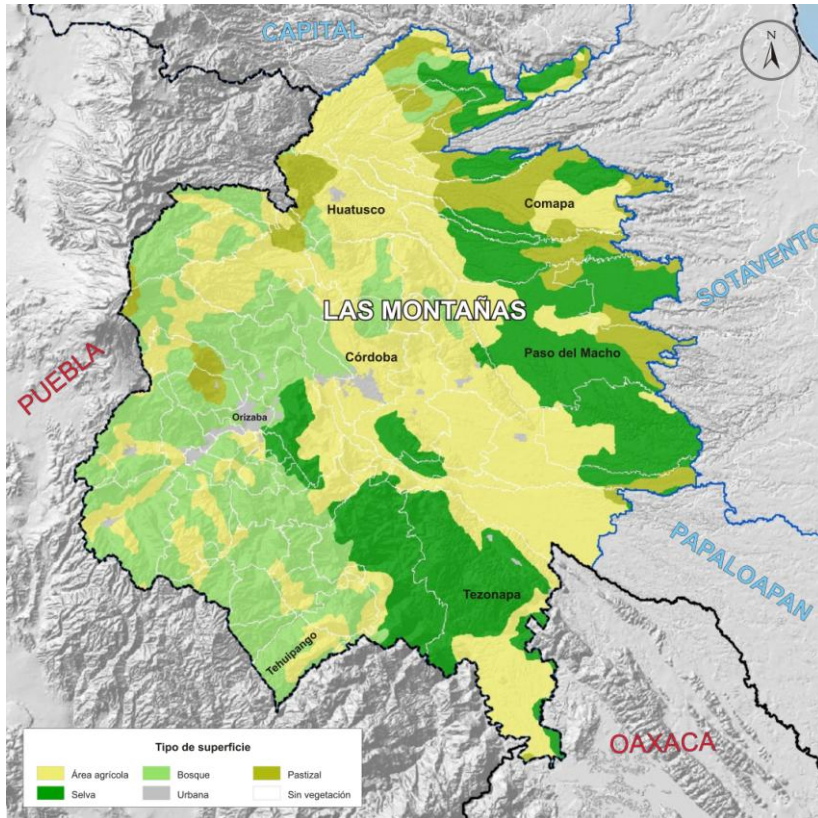 CAPITAL
N
Huatusco
Comapa
SOTAVENTO
LAS MONTAÑAS
PUEBLA
Córdoba
Paso del Macho
Orizaba
PAPALOAPAN
Tezonapa
Tehuipango
OAXACA
Tipo de superficie
Área agrícola Bosque Pastizal
Selva Urbana Sin vegetación